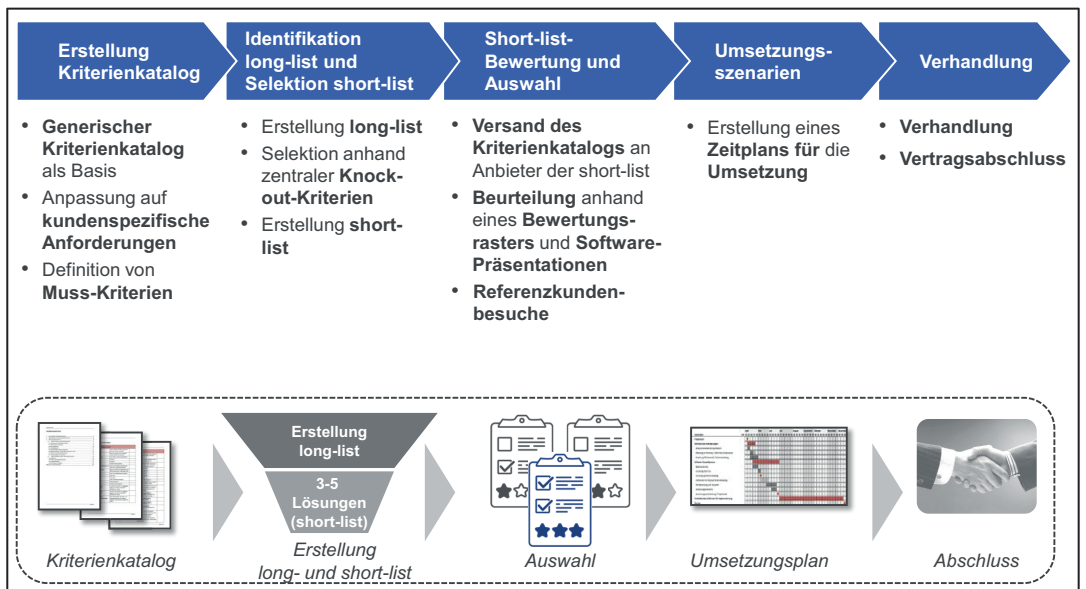 Erstellung
Kriterienkatalog
Identifikation
long-list und
Selektion short-list
Short-list-
Bewertung und
Auswahl
Umsetzungs-
szenarien
Verhandlung
• Generischer
Kriterienkatalog
als Basis
• Anpassung auf
kundenspezifische
Anforderungen
• Definition von
Muss-Kriterien
• Erstellung long-list
• Selektion anhand
zentraler Knock-
out-Kriterien
• Erstellung short-
list
• Versand des
Kriterienkatalogs an
Anbieter der short-list
• Beurteilung anhand
eines Bewertungs-
rasters und Software-
Präsentationen
• Referenzkunden-
besuche
• Erstellung eines
Zeitplans für die
Umsetzung
• Verhandlung
• Vertragsabschluss
Erstellung
long-list
3-5
Lösungen
(short-list)
Kriterienkatalog
Erstellung
long- und short-list
Auswahl
Umsetzungsplan
Abschluss